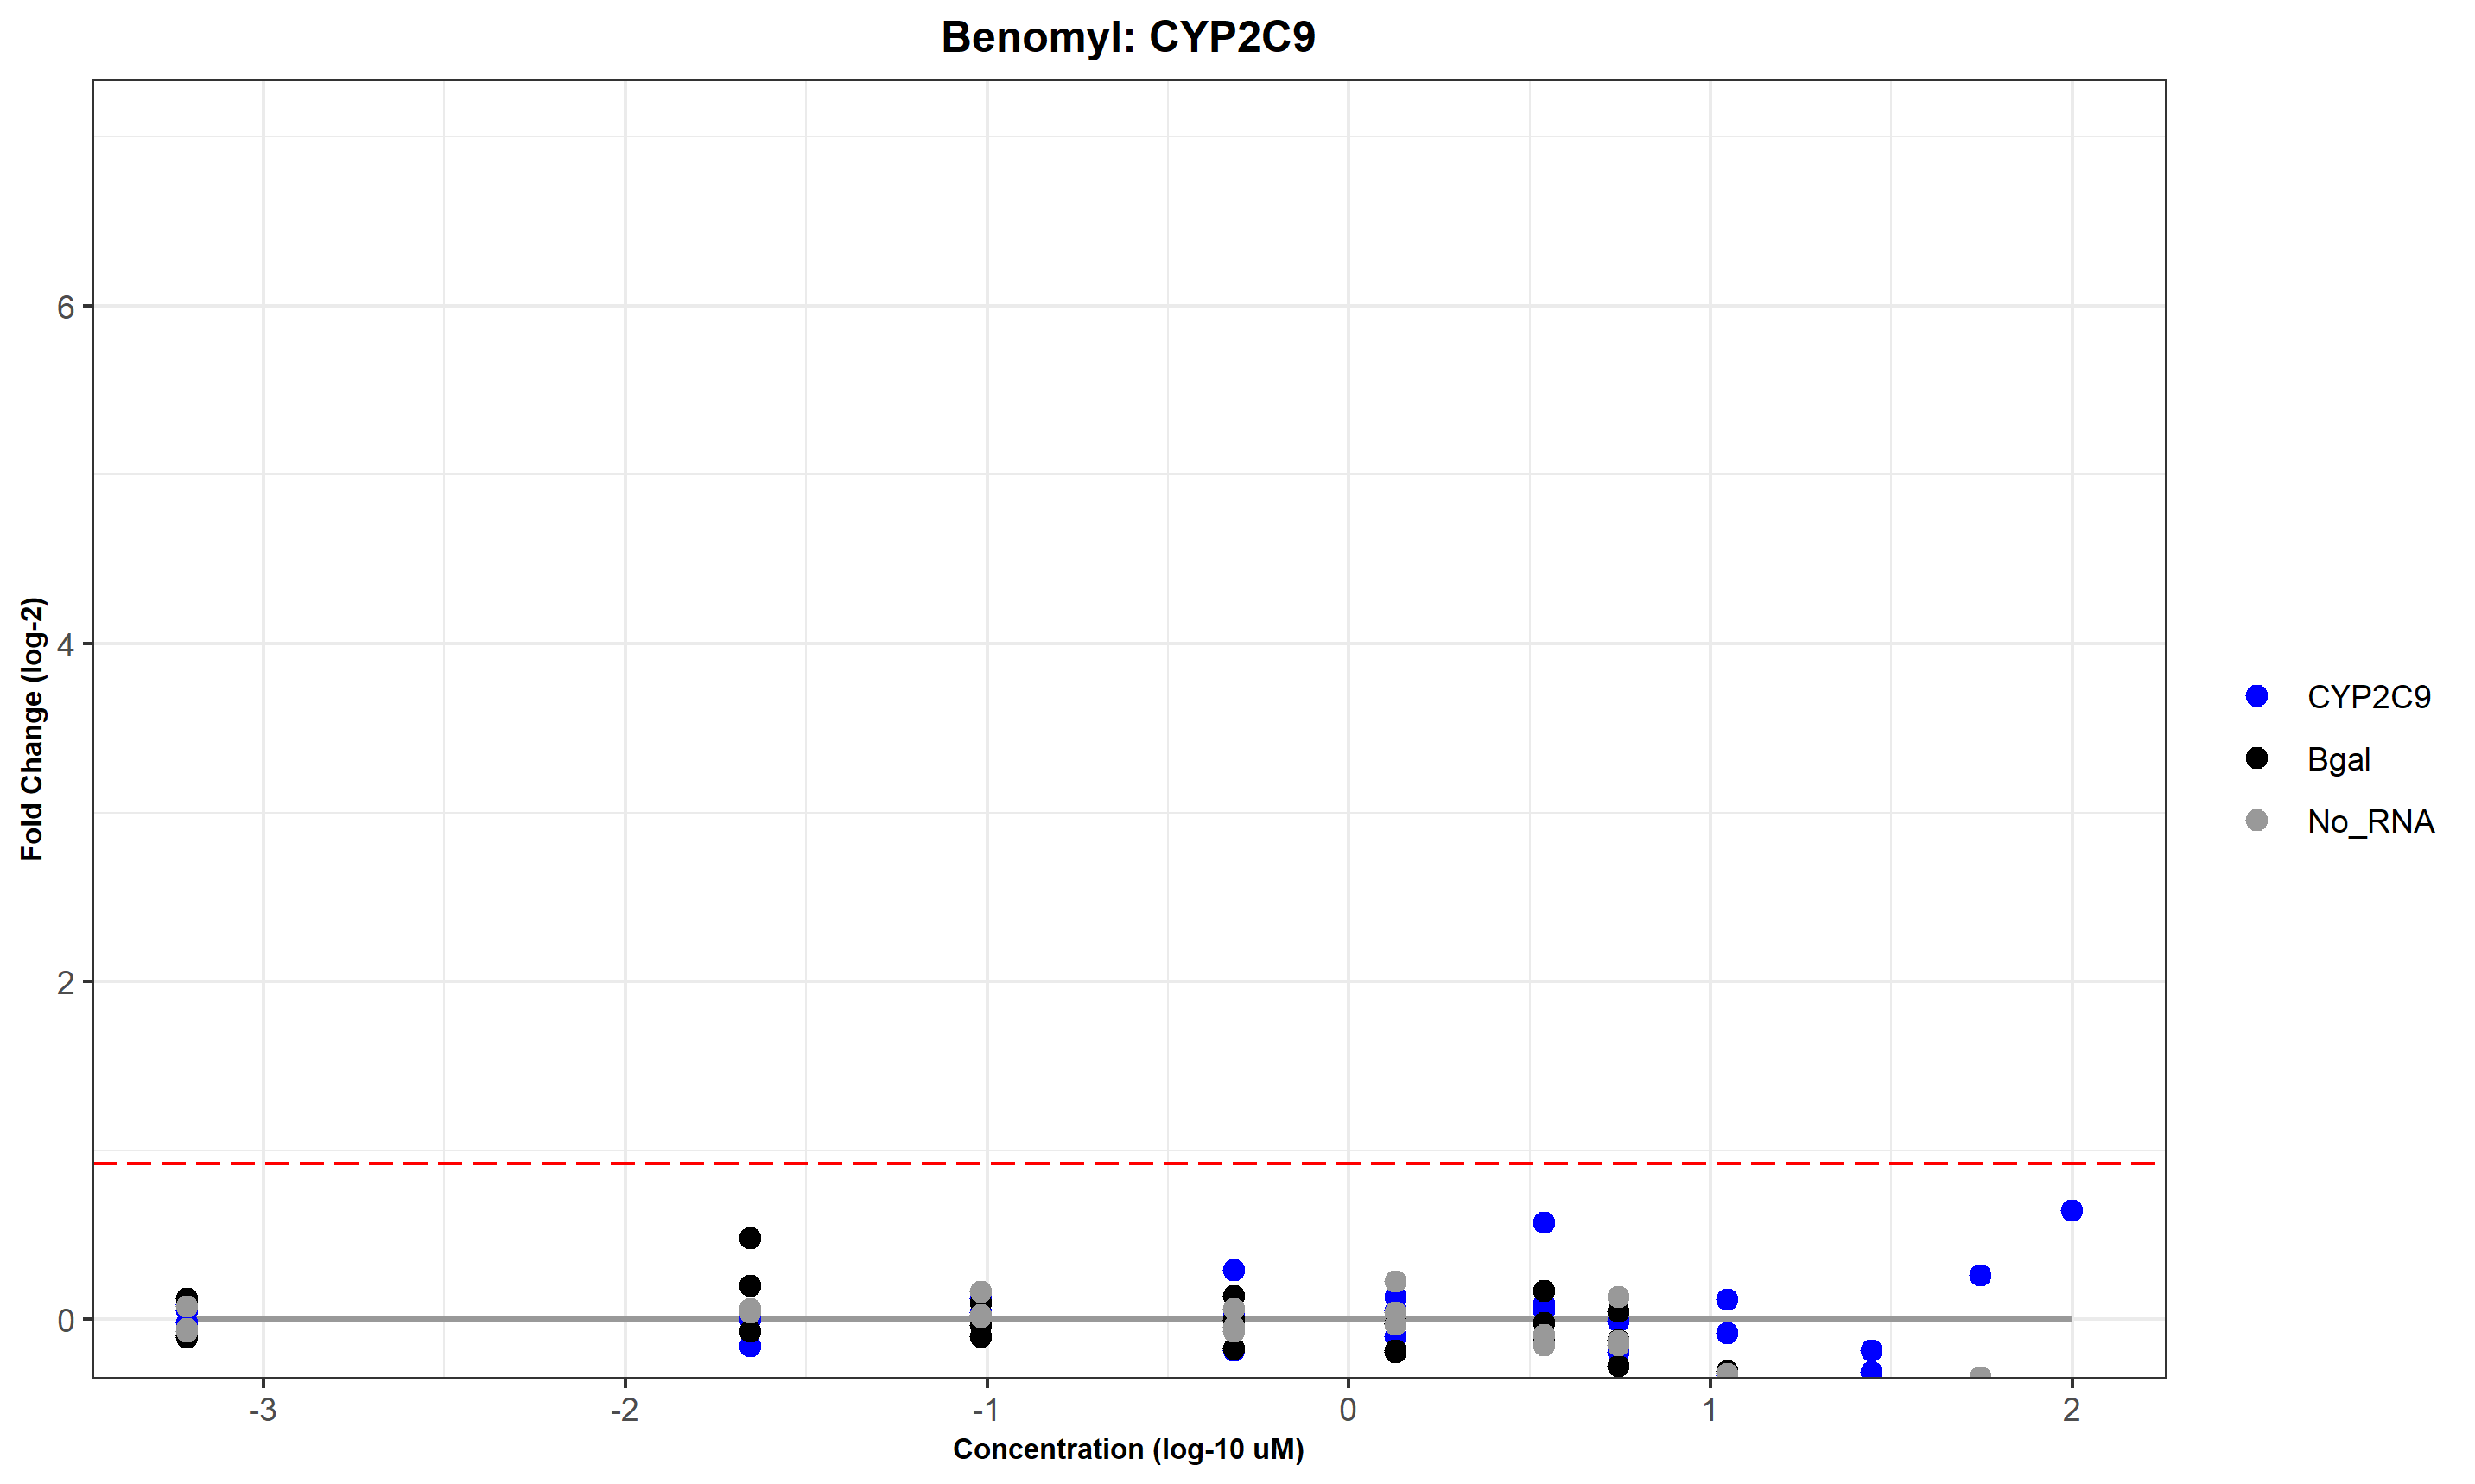 Benomyl: CYP2C9
Fold Change (log-2)
6
4
2
0
-3
-2
-1
0
1
2
Concentration (log-10 uM)
CYP2C9
Bgal
No_RNA